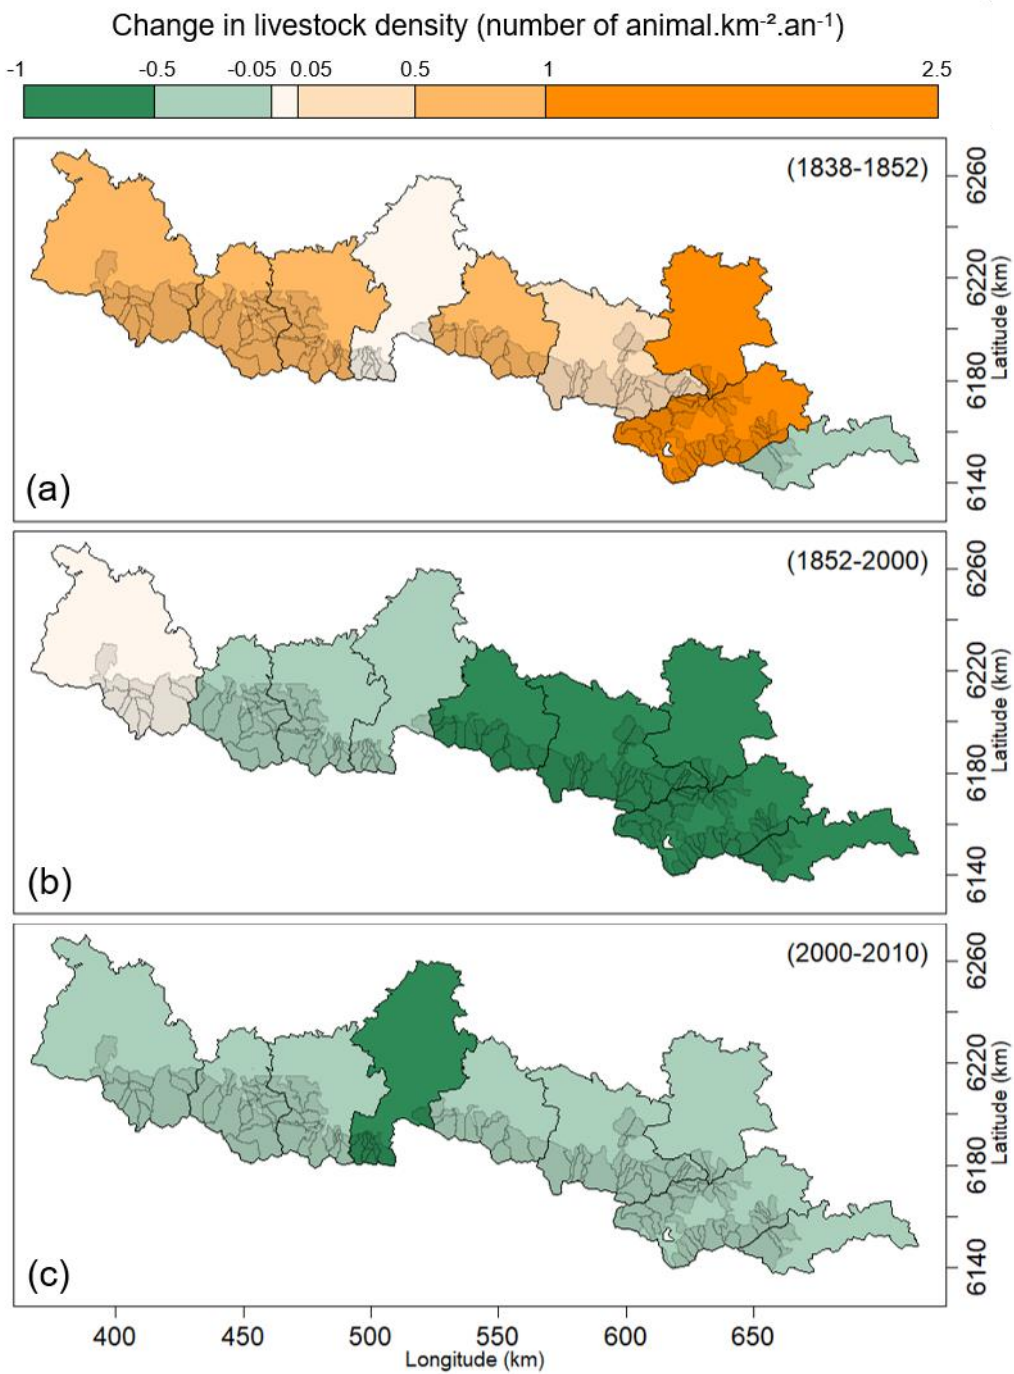 Change in livestock density (number of animal.km⁻².an⁻¹)
-1 -0.5 -0.05 0.05 0.5 1 2.5
(1838-1852)
(a)
6260
6220
6180
6140
Latitude (km)
(1852-2000)
(b)
6260
6220
6180
6140
Latitude (km)
(2000-2010)
(c)
6260
6220
6180
6140
Latitude (km)
400 450 500 550 600 650
Longitude (km)